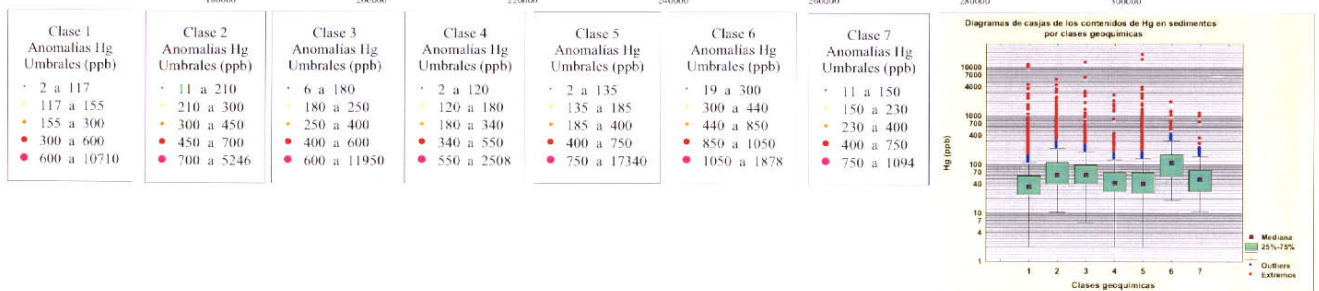 180000 200000 220000 240000 260000 280000 300000
Clase 1
Anomalías Hg
Umbrales (ppb)
2 a 117
117 a 155
155 a 300
300 a 600
600 a 10710
Clase 2
Anomalías Hg
Umbrales (ppb)
11 a 210
210 a 300
300 a 450
450 a 700
700 a 5246
Clase 3
Anomalías Hg
Umbrales (ppb)
6 a 180
180 a 250
250 a 400
400 a 600
600 a 11950
Clase 4
Anomalías Hg
Umbrales (ppb)
2 a 120
120 a 180
180 a 340
340 a 550
550 a 2508
Clase 5
Anomalías Hg
Umbrales (ppb)
2 a 135
135 a 185
185 a 400
400 a 750
750 a 17340
Clase 6
Anomalías Hg
Umbrales (ppb)
19 a 300
300 a 440
440 a 850
850 a 1050
1050 a 1878
Clase 7
Anomalías Hg
Umbrales (ppb)
11 a 150
150 a 230
230 a 400
400 a 750
750 a 1094
Diagramas de casjas de los contenidos de Hg en sedimentos
por clases geoquímicas
Hg (ppb)
10000
7000
4000
1000
700
400
100
70
40
10
7
4
1
1 2 3 4 5 6 7
Clases geoquímicas
Mediana
25%-75%
Outliers
Extremos